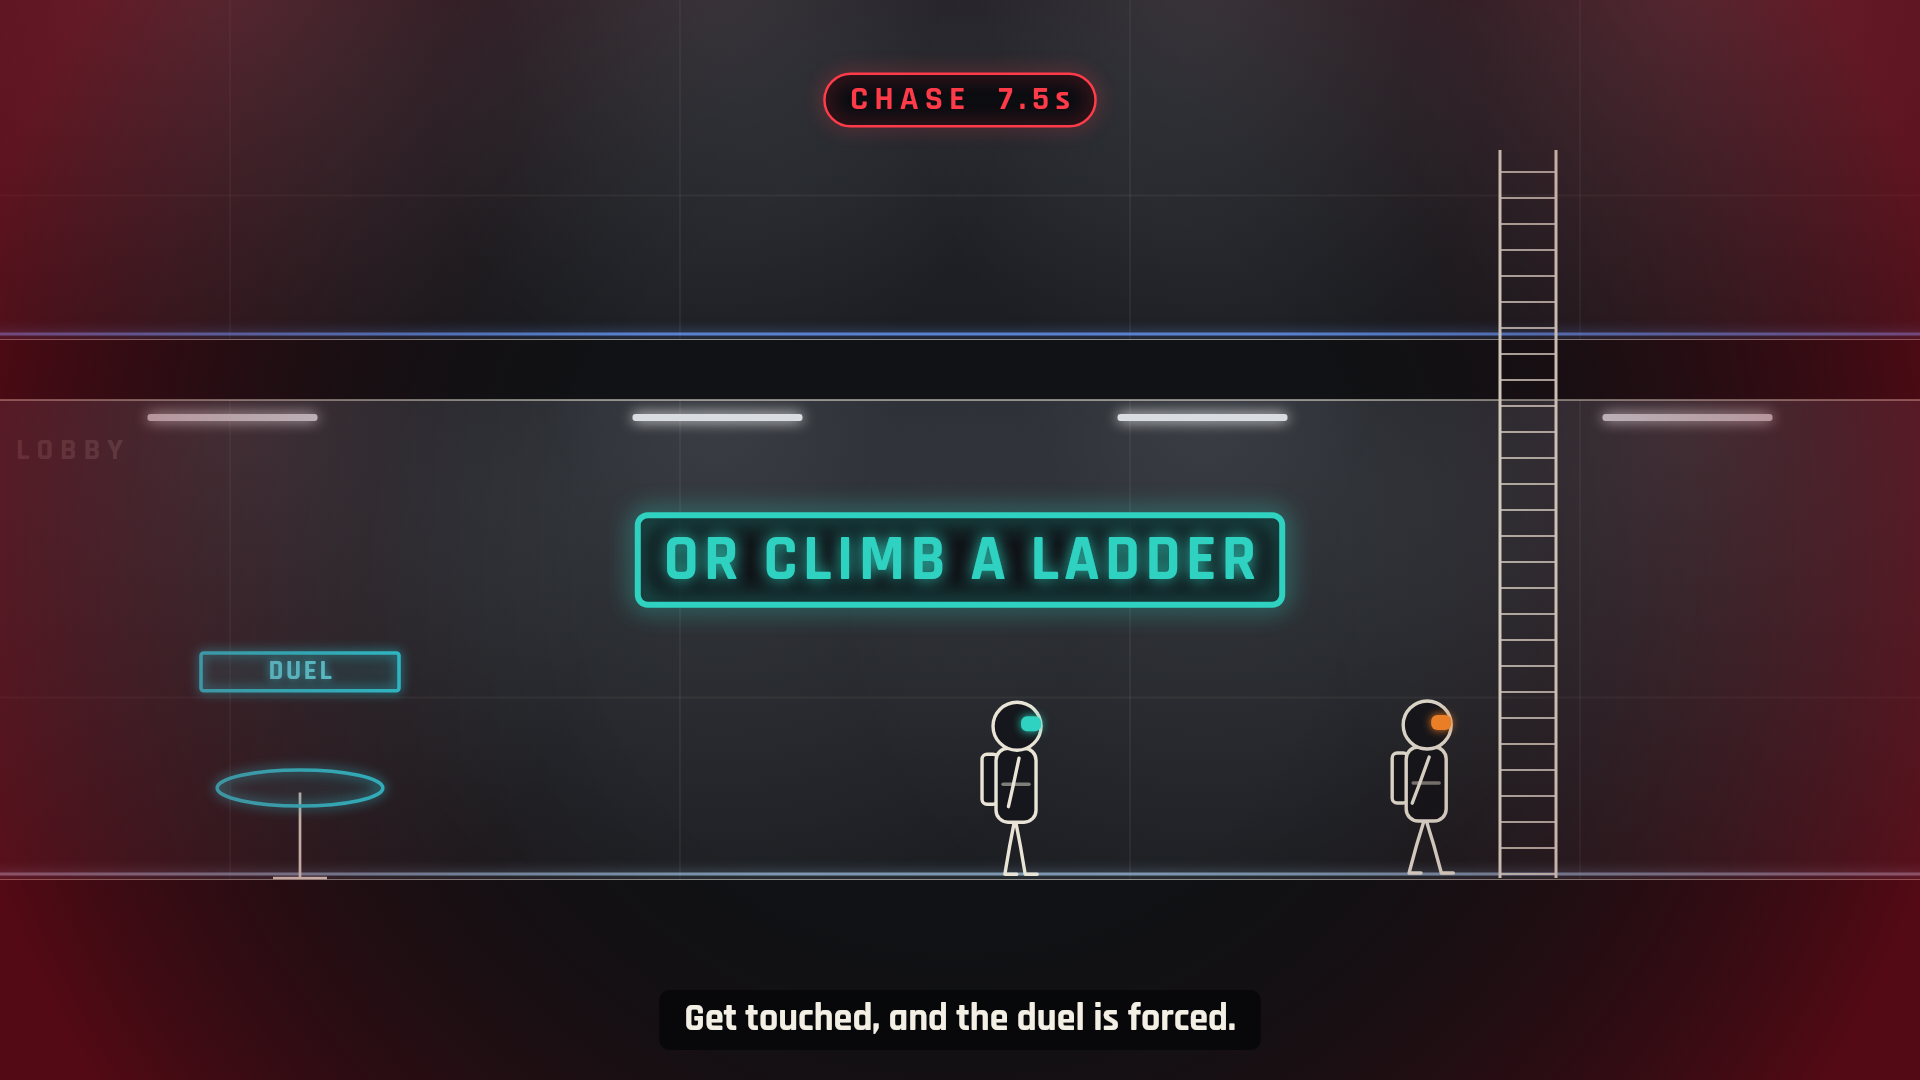 CHASE 7.5s
LOBBY
OR CLIMB A LADDER
DUEL
Get touched, and the duel is forced.